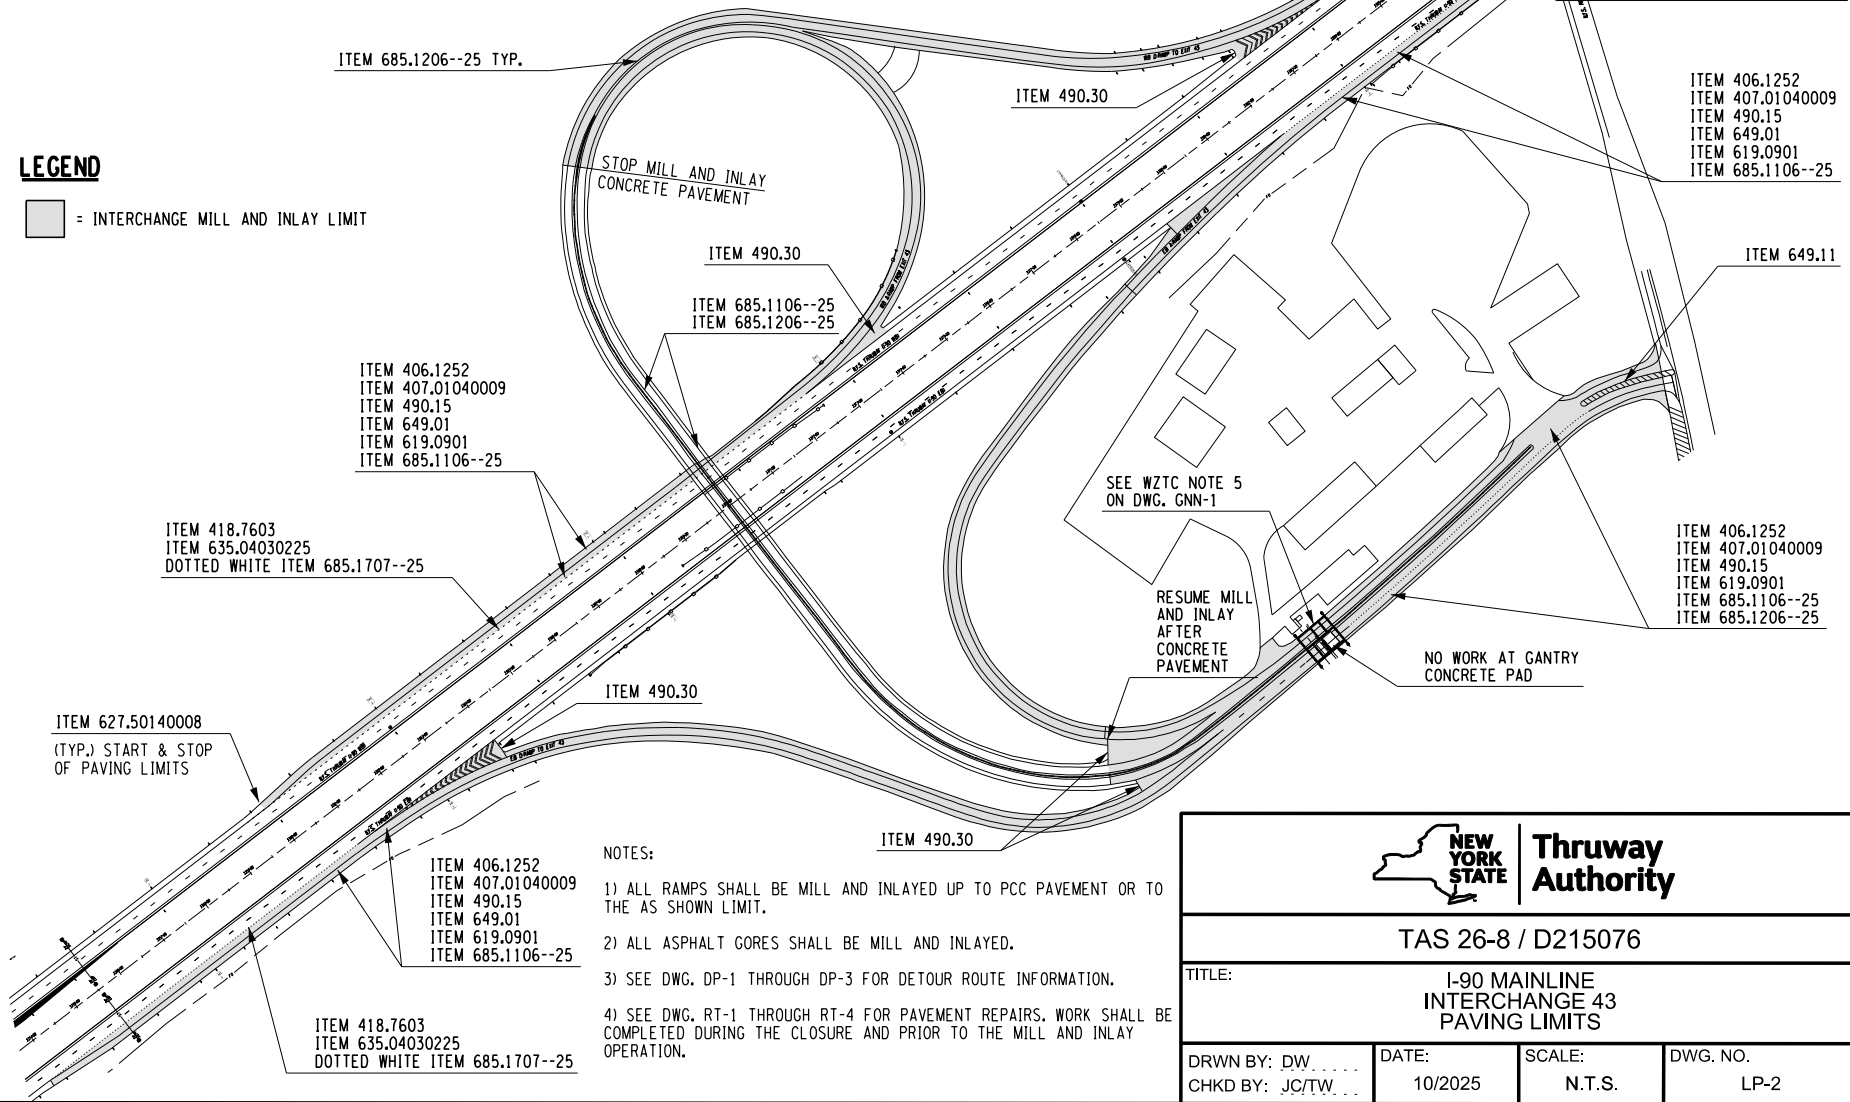 ITEM 685.1206--25 TYP.
ITEM 490.30
ITEM 406.1252
ITEM 407.01040009
ITEM 490.15
ITEM 649.01
ITEM 619.0901
ITEM 685.1106--25
LEGEND
= INTERCHANGE MILL AND INLAY LIMIT
STOP MILL AND INLAY
CONCRETE PAVEMENT
ITEM 490.30
ITEM 649.11
ITEM 685.1106--25
ITEM 685.1206--25
ITEM 406.1252
ITEM 407.01040009
ITEM 490.15
ITEM 649.01
ITEM 619.0901
ITEM 685.1106--25
SEE WZTC NOTE 5
ON DWG. GNN-1
ITEM 418.7603
ITEM 635.04030225
DOTTED WHITE ITEM 685.1707--25
ITEM 406.1252
ITEM 407.01040009
ITEM 490.15
ITEM 619.0901
ITEM 685.1106--25
ITEM 685.1206--25
RESUME MILL
AND INLAY
AFTER
CONCRETE
PAVEMENT
NO WORK AT GANTRY
CONCRETE PAD
ITEM 490.30
ITEM 627.50140008
(TYP.) START & STOP
OF PAVING LIMITS
EB D-RAMP TO EXIT 43
ITEM 490.30
ITEM 406.1252
ITEM 407.01040009
ITEM 490.15
ITEM 649.01
ITEM 619.0901
ITEM 685.1106--25
ITEM 418.7603
ITEM 635.04030225
DOTTED WHITE ITEM 685.1707--25
NOTES:
1) ALL RAMPS SHALL BE MILL AND INLAYED UP TO PCC PAVEMENT OR TO
THE AS SHOWN LIMIT.
2) ALL ASPHALT GORES SHALL BE MILL AND INLAYED.
3) SEE DWG. DP-1 THROUGH DP-3 FOR DETOUR ROUTE INFORMATION.
4) SEE DWG. RT-1 THROUGH RT-4 FOR PAVEMENT REPAIRS. WORK SHALL BE
COMPLETED DURING THE CLOSURE AND PRIOR TO THE MILL AND INLAY
OPERATION.
NEW
YORK
STATE
Thruway
Authority
TAS 26-8 / D215076
TITLE:
I-90 MAINLINE
INTERCHANGE 43
PAVING LIMITS
DRWN BY: DW
CHKD BY: JC/TW
DATE:
10/2025
SCALE:
N.T.S.
DWG. NO.
LP-2